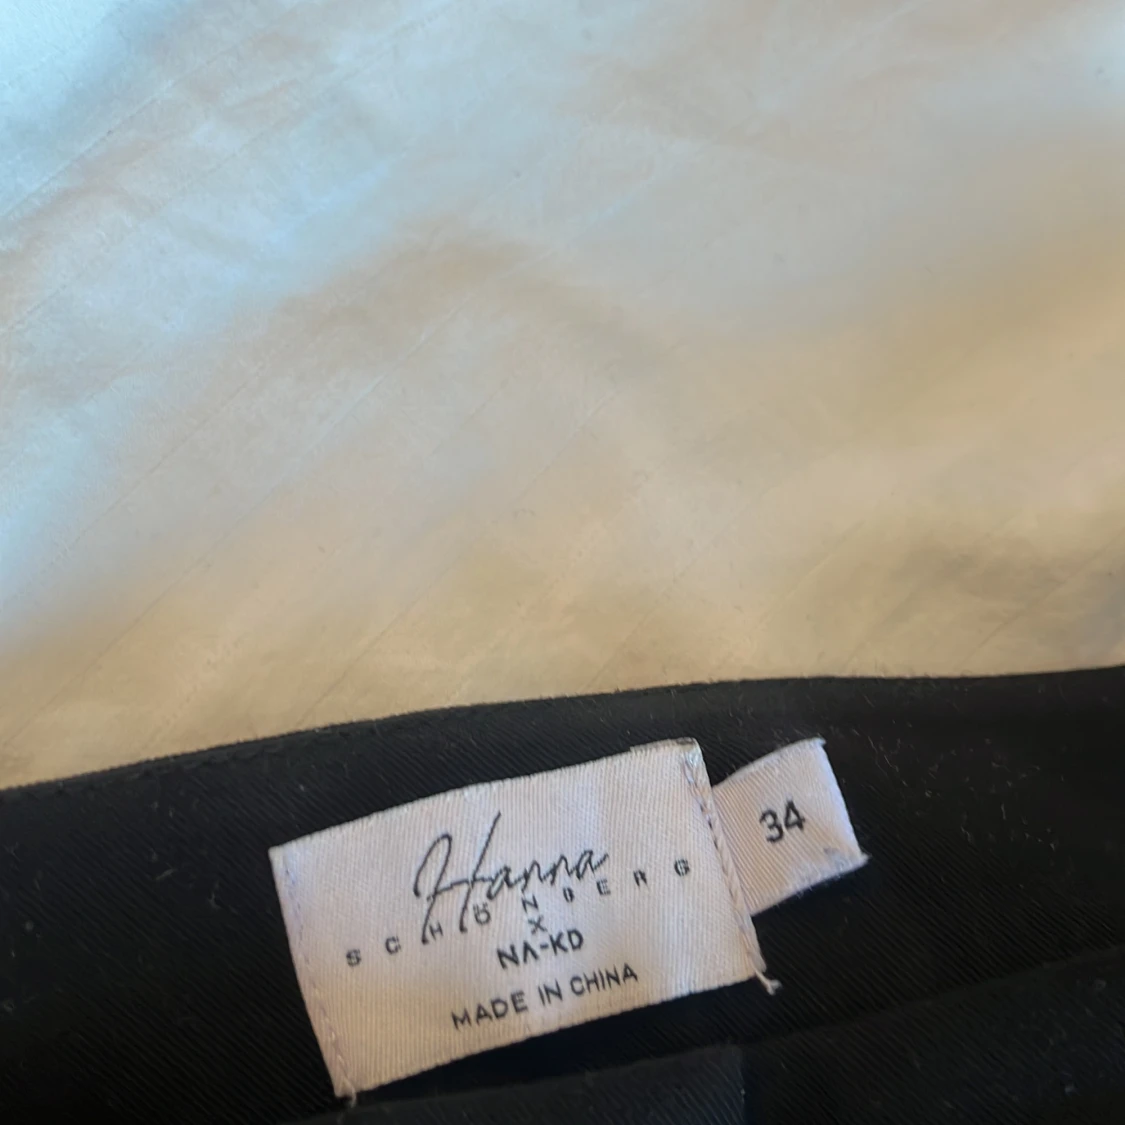 Hanna
SCHÖNBERG
X
NA-KD
MADE IN CHINA
34